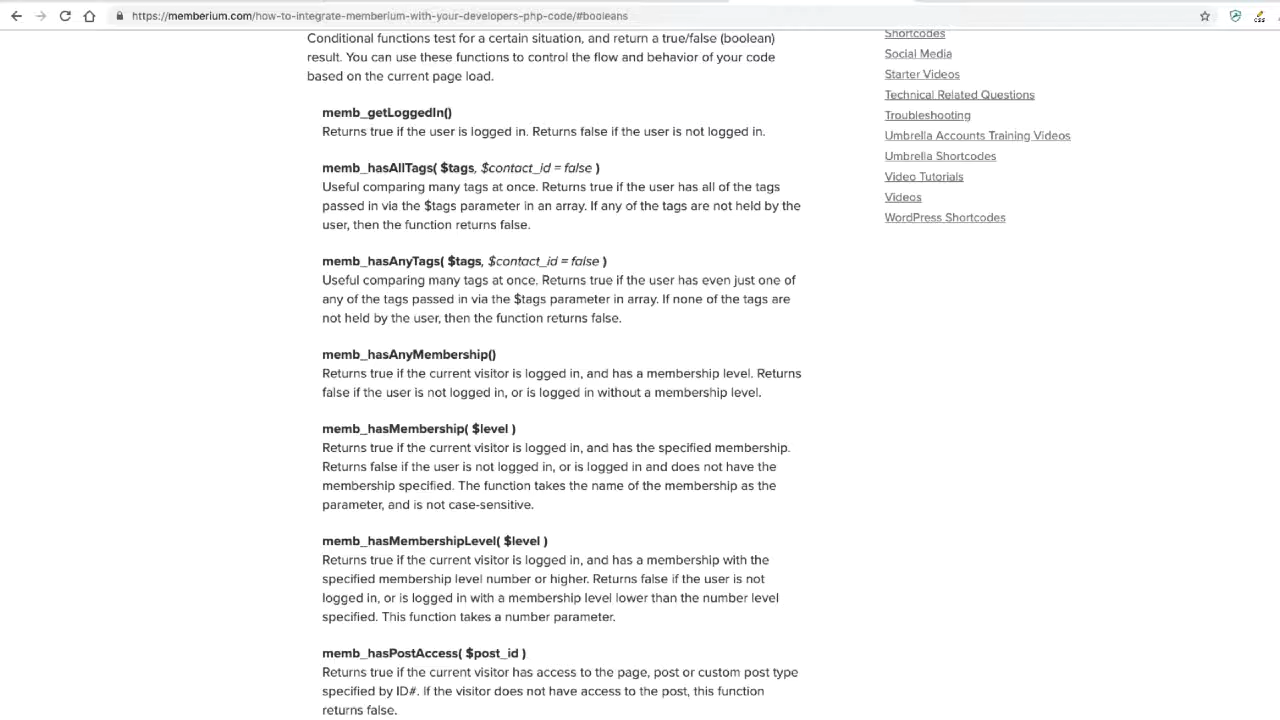 https://memberium.com/how-to-integrate-memberium-with-your-developers-php-code/#booleans
Conditional functions test for a certain situation, and return a true/false (boolean)
result. You can use these functions to control the flow and behavior of your code
based on the current page load.
memb_getLoggedIn()
Returns true if the user is logged in. Returns false if the user is not logged in.
memb_hasAllTags( $tags, $contact_id = false )
Useful comparing many tags at once. Returns true if the user has all of the tags
passed in via the $tags parameter in an array. If any of the tags are not held by the
user, then the function returns false.
memb_hasAnyTags( $tags, $contact_id = false )
Useful comparing many tags at once. Returns true if the user has even just one of
any of the tags passed in via the $tags parameter in array. If none of the tags are
not held by the user, then the function returns false.
memb_hasAnyMembership()
Returns true if the current visitor is logged in, and has a membership level. Returns
false if the user is not logged in, or is logged in without a membership level.
memb_hasMembership( $level )
Returns true if the current visitor is logged in, and has the specified membership.
Returns false if the user is not logged in, or is logged in and does not have the
membership specified. The function takes the name of the membership as the
parameter, and is not case-sensitive.
memb_hasMembershipLevel( $level )
Returns true if the current visitor is logged in, and has a membership with the
specified membership level number or higher. Returns false if the user is not
logged in, or is logged in with a membership level lower than the number level
specified. This function takes a number parameter.
memb_hasPostAccess( $post_id )
Returns true if the current visitor has access to the page, post or custom post type
specified by ID#. If the visitor does not have access to the post, this function
returns false.
Shortcodes
Social Media
Starter Videos
Technical Related Questions
Troubleshooting
Umbrella Accounts Training Videos
Umbrella Shortcodes
Video Tutorials
Videos
WordPress Shortcodes